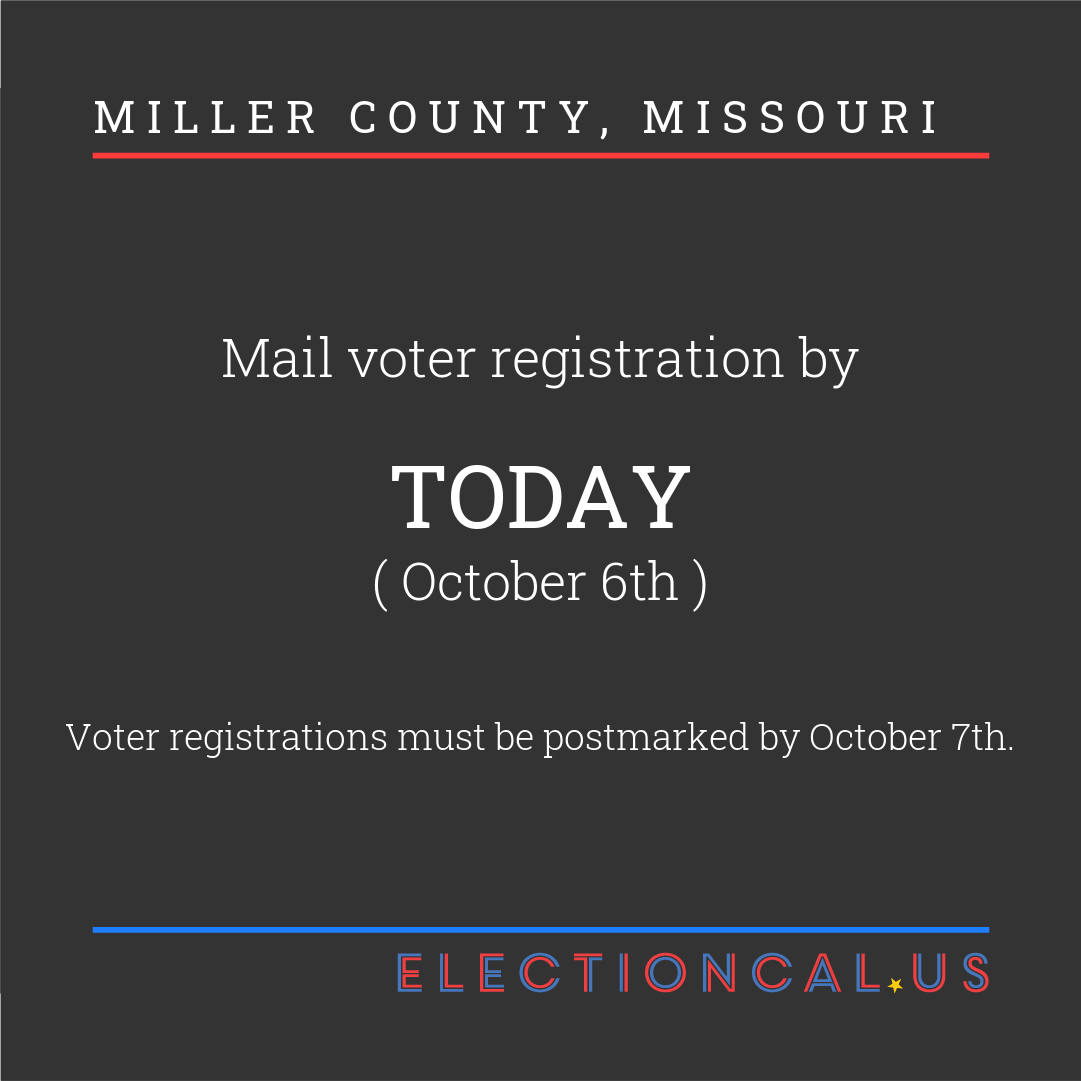 MILLER COUNTY, MISSOURI
Mail voter registration by
TODAY
( October 6th )
Voter registrations must be postmarked by October 7th.
ELECTIONCAL.US